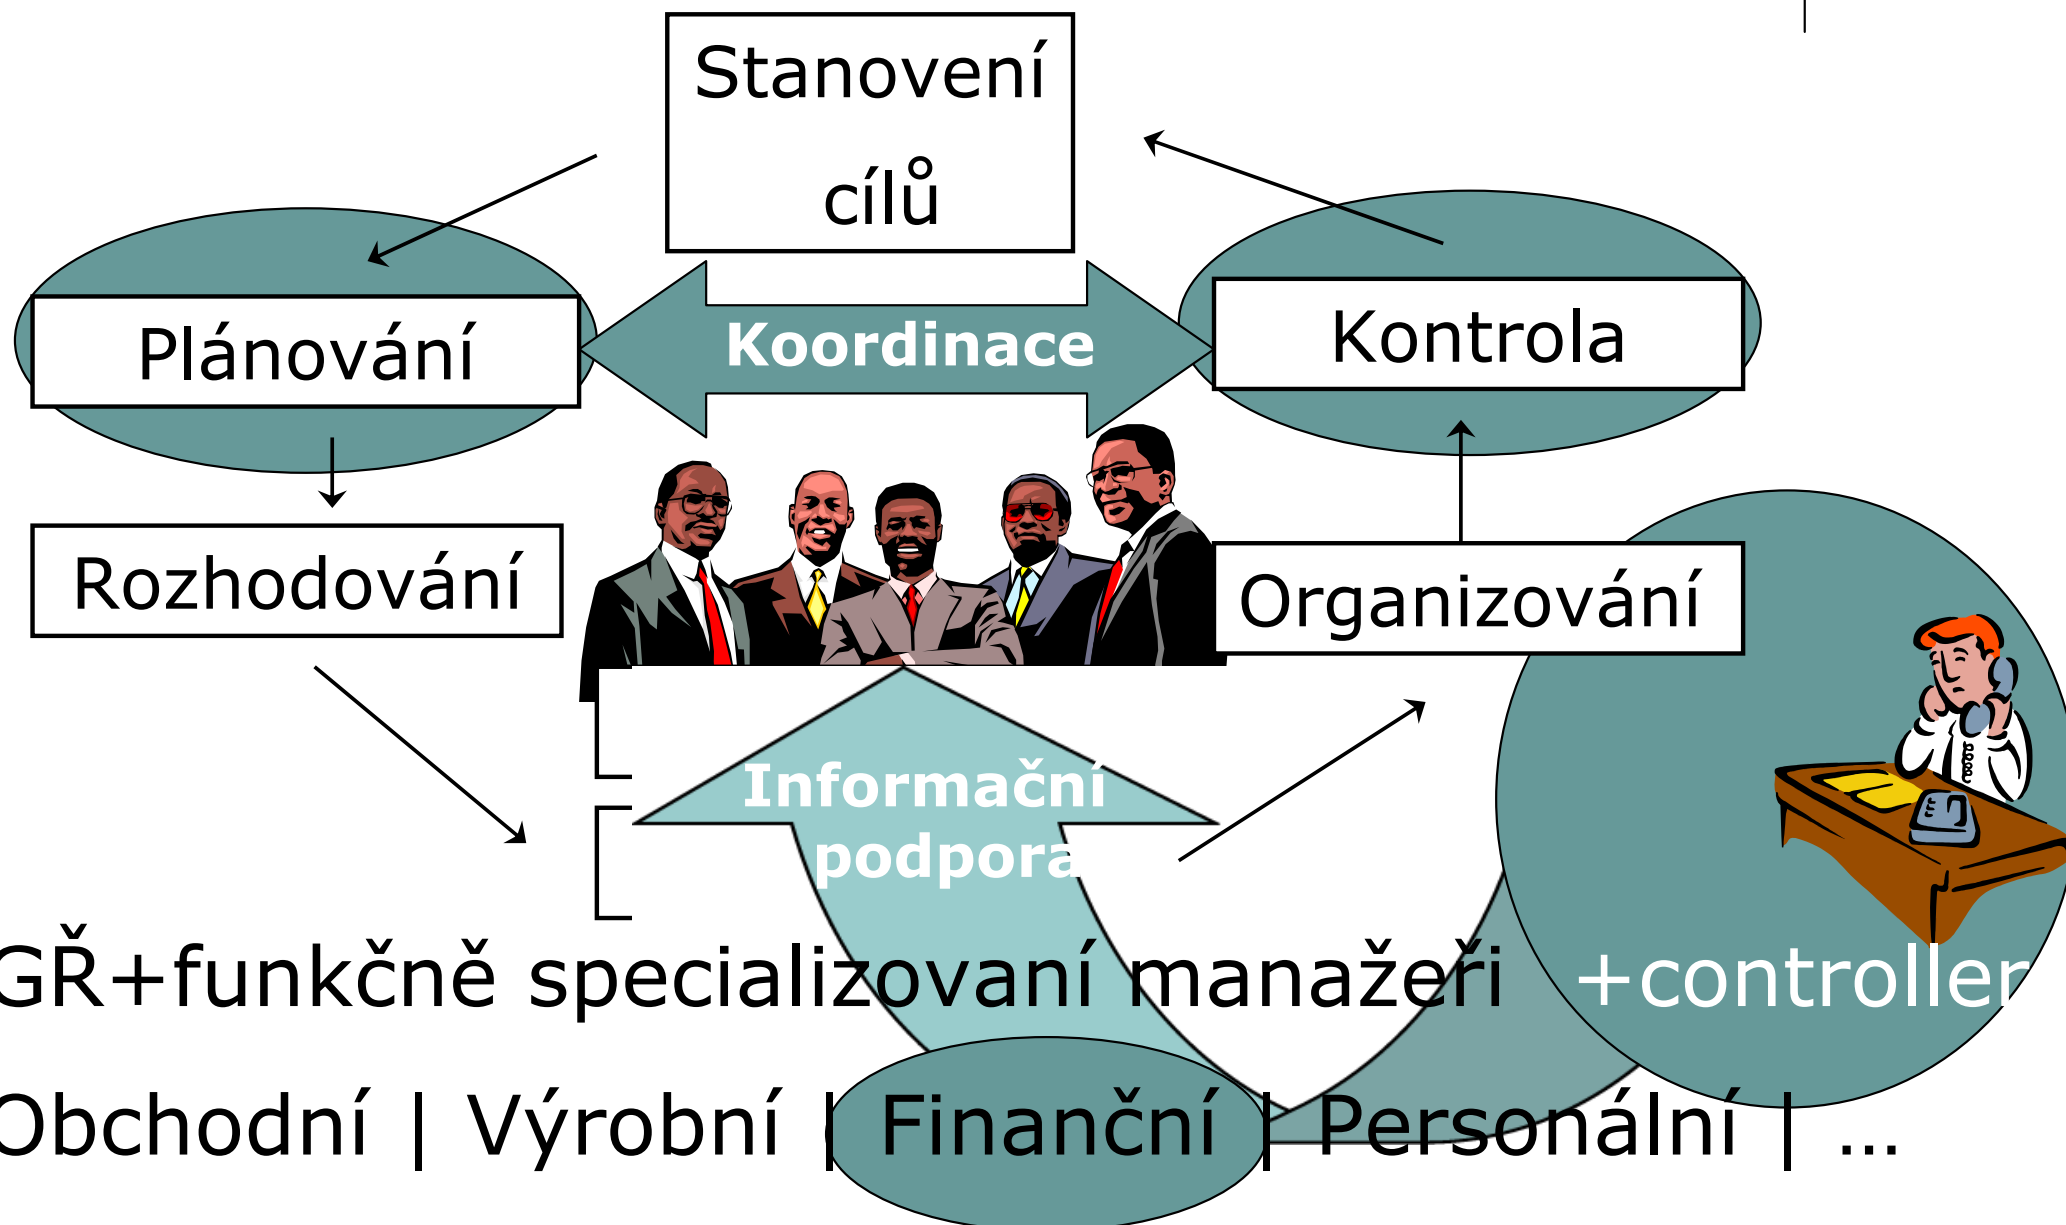 Stanovení
cílů
Plánování
Koordinace
Kontrola
Rozhodování
Organizování
Informační
podpora
GŘ+funkčně specializovaní manažeři +controller
Obchodní | Výrobní | Finanční | Personální | ...